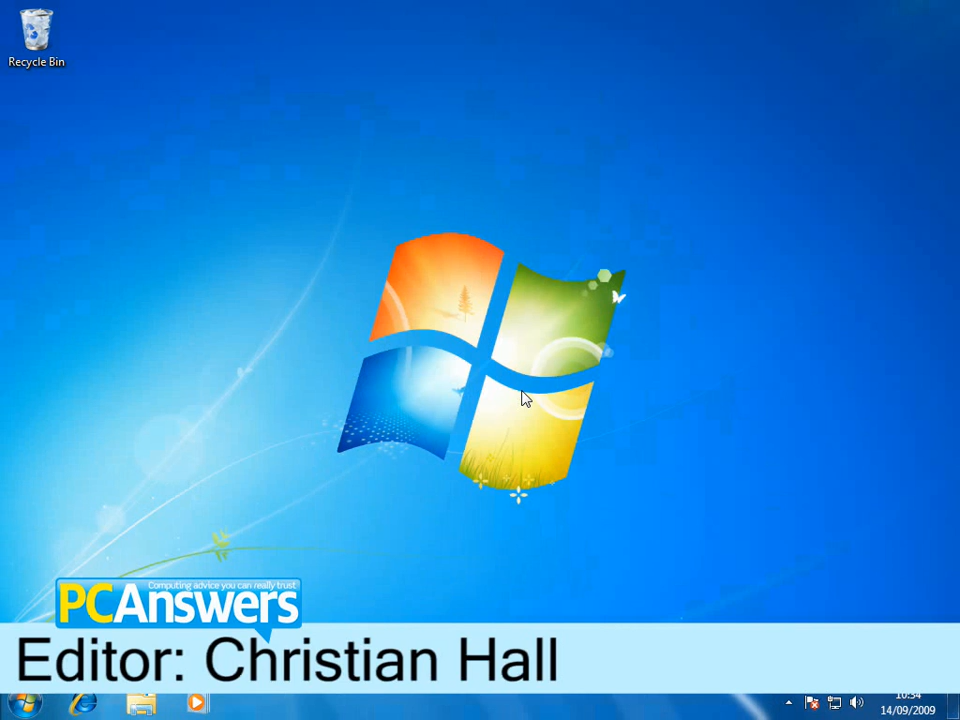 Recycle Bin
Computing advice you can really trust
PCAnswers
Editor: Christian Hall
10:34
14/09/2009